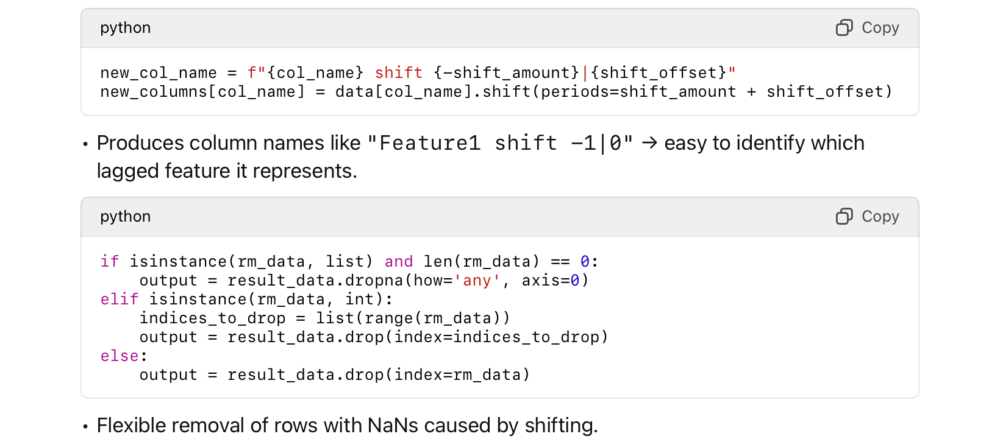 python
Copy
new_col_name = f"{col_name} shift {-shift_amount}|{shift_offset}"
new_columns[col_name] = data[col_name].shift(periods=shift_amount + shift_offset)
• Produces column names like "Feature1 shift -1|0" → easy to identify which
lagged feature it represents.
python
Copy
if isinstance(rm_data, list) and len(rm_data) == 0:
    output = result_data.dropna(how='any', axis=0)
elif isinstance(rm_data, int):
    indices_to_drop = list(range(rm_data))
    output = result_data.drop(index=indices_to_drop)
else:
    output = result_data.drop(index=rm_data)
• Flexible removal of rows with NaNs caused by shifting.